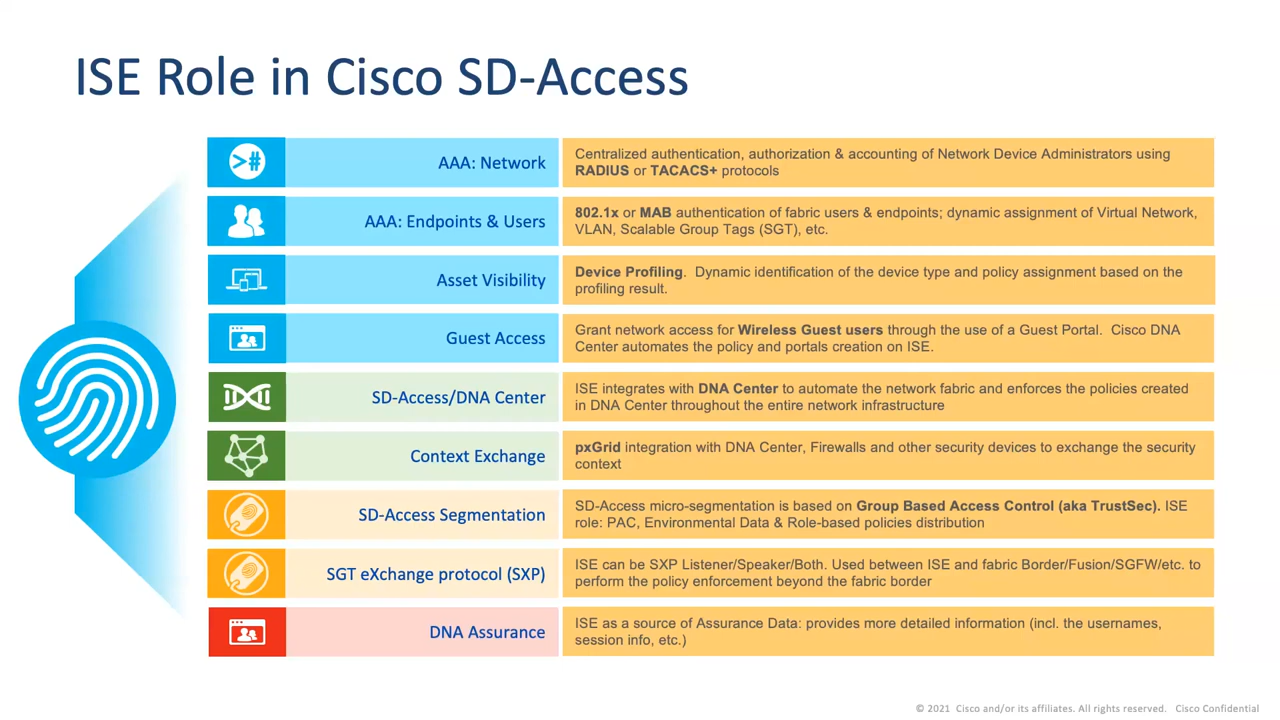 ISE Role in Cisco SD-Access
>#
AAA: Network
Centralized authentication, authorization & accounting of Network Device Administrators using
RADIUS or TACACS+ protocols
AAA: Endpoints & Users
802.1x or MAB authentication of fabric users & endpoints; dynamic assignment of Virtual Network,
VLAN, Scalable Group Tags (SGT), etc.
Asset Visibility
Device Profiling.  Dynamic identification of the device type and policy assignment based on the
profiling result.
Guest Access
Grant network access for Wireless Guest users through the use of a Guest Portal.  Cisco DNA
Center automates the policy and portals creation on ISE.
SD-Access/DNA Center
ISE integrates with DNA Center to automate the network fabric and enforces the policies created
in DNA Center throughout the entire network infrastructure
Context Exchange
pxGrid integration with DNA Center, Firewalls and other security devices to exchange the security
context
SD-Access Segmentation
SD-Access micro-segmentation is based on Group Based Access Control (aka TrustSec). ISE
role: PAC, Environmental Data & Role-based policies distribution
SGT eXchange protocol (SXP)
ISE can be SXP Listener/Speaker/Both. Used between ISE and fabric Border/Fusion/SGFW/etc. to
perform the policy enforcement beyond the fabric border
DNA Assurance
ISE as a source of Assurance Data: provides more detailed information (incl. the usernames,
session info, etc.)
© 2021  Cisco and/or its affiliates. All rights reserved.   Cisco Confidential